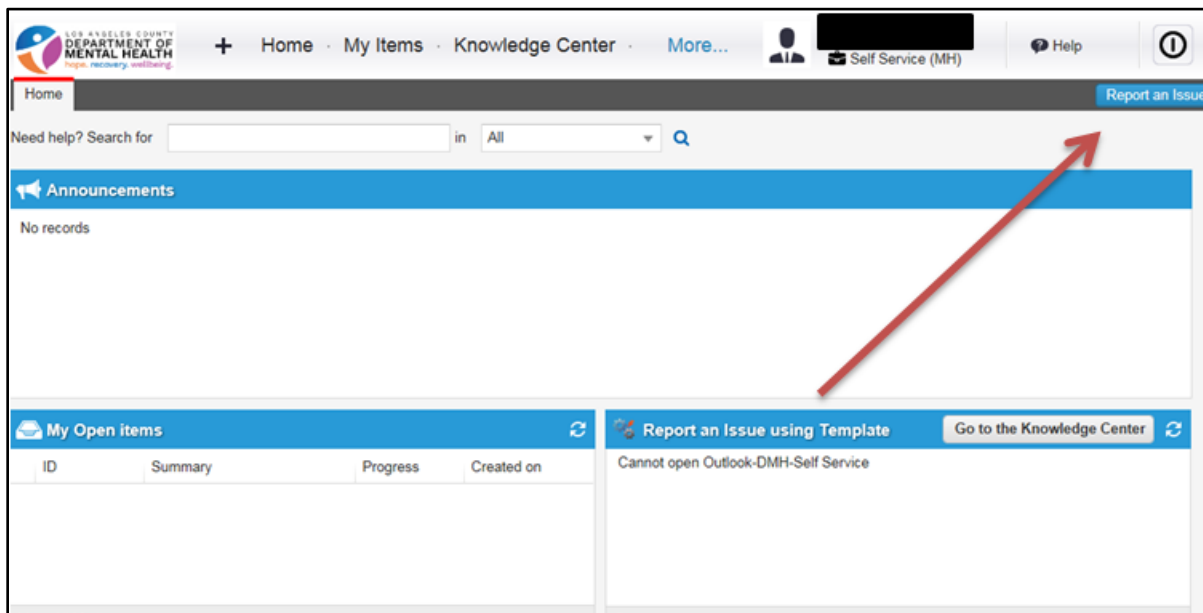 LOS ANGELES COUNTY
DEPARTMENT OF
MENTAL HEALTH
hope. recovery. wellbeing.
+ Home · My Items · Knowledge Center · More...
Self Service (MH)
Help
Home
Report an Issue
Need help? Search for in All
Announcements
No records
My Open items
ID Summary Progress Created on
Report an Issue using Template
Go to the Knowledge Center
Cannot open Outlook-DMH-Self Service